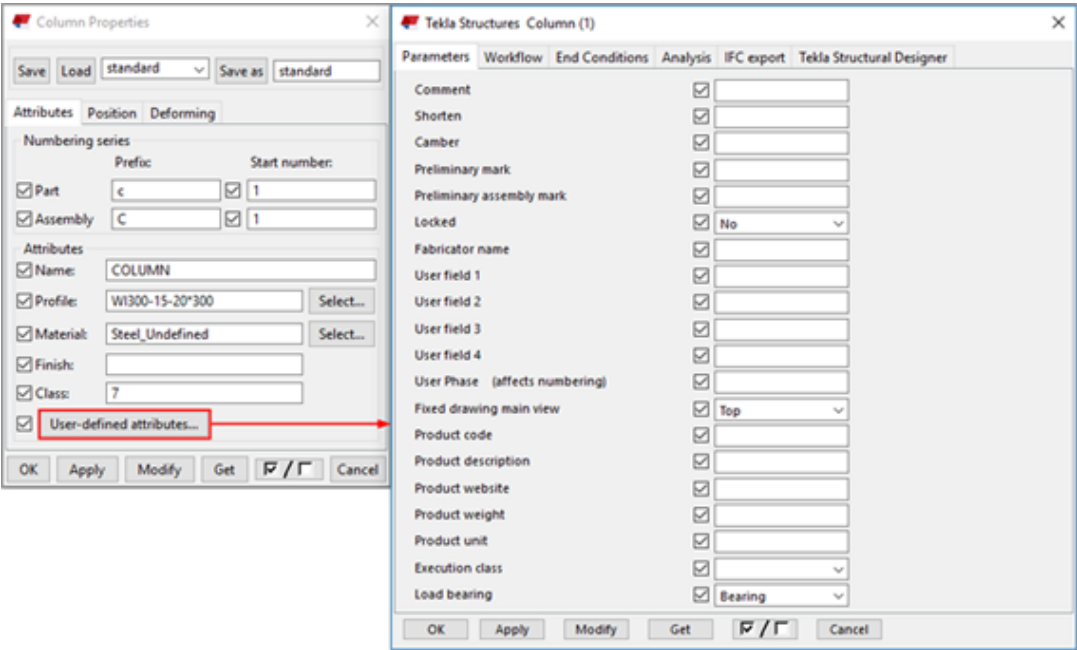 Column Properties
Save Load standard Save as standard
Attributes Position Deforming
Numbering series
Prefix: Start number:
Part c 1
Assembly C 1
Attributes
Name: COLUMN
Profile: WI300-15-20*300 Select...
Material: Steel_Undefined Select...
Finish:
Class: 7
User-defined attributes...
OK Apply Modify Get / Cancel
Tekla Structures Column (1)
Parameters Workflow End Conditions Analysis IFC export Tekla Structural Designer
Comment
Shorten
Camber
Preliminary mark
Preliminary assembly mark
Locked No
Fabricator name
User field 1
User field 2
User field 3
User field 4
User Phase (affects numbering)
Fixed drawing main view Top
Product code
Product description
Product website
Product weight
Product unit
Execution class
Load bearing Bearing
OK Apply Modify Get / Cancel